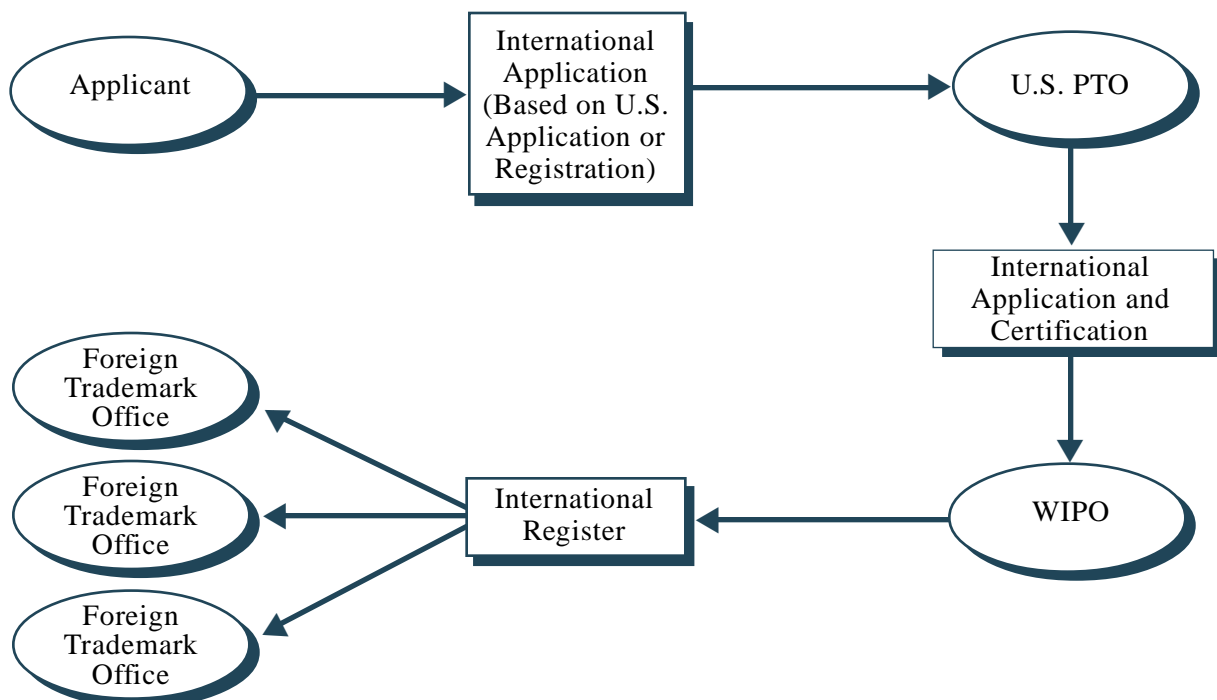 Applicant
International
Application
(Based on U.S.
Application or
Registration)
U.S. PTO
International
Application and
Certification
WIPO
International
Register
Foreign
Trademark
Office
Foreign
Trademark
Office
Foreign
Trademark
Office